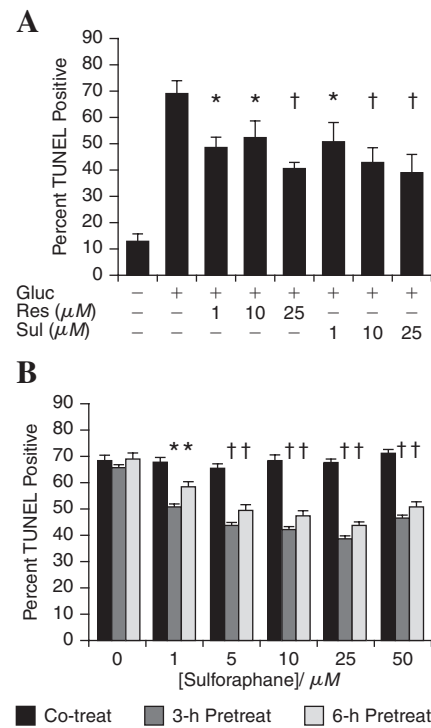 A
Percent TUNEL Positive
90
80
70
60
50
40
30
20
10
0
* * † * † †
Gluc − + + + + + + +
Res (μM) − − 1 10 25 − − −
Sul (μM) − − − − − 1 10 25
B
Percent TUNEL Positive
90
80
70
60
50
40
30
20
10
0
** †† †† †† ††
0 1 5 10 25 50
[Sulforaphane]/ μM
Co-treat 3-h Pretreat 6-h Pretreat